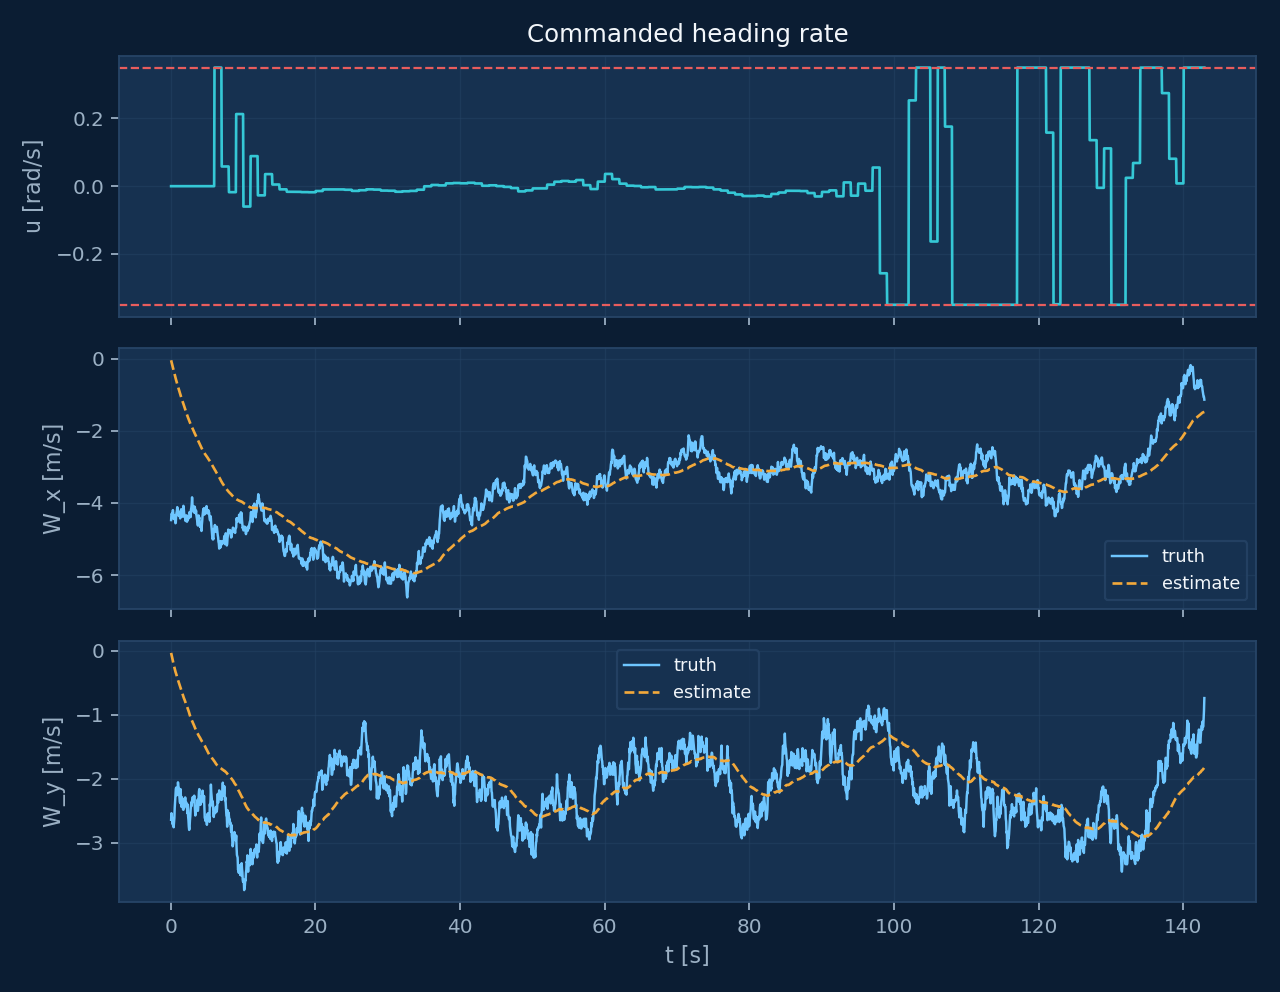 Commanded heading rate
u [rad/s]
0.2
0.0
−0.2
W_x [m/s]
0
−2
−4
−6
truth
estimate
W_y [m/s]
0
−1
−2
−3
truth
estimate
0 20 40 60 80 100 120 140
t [s]